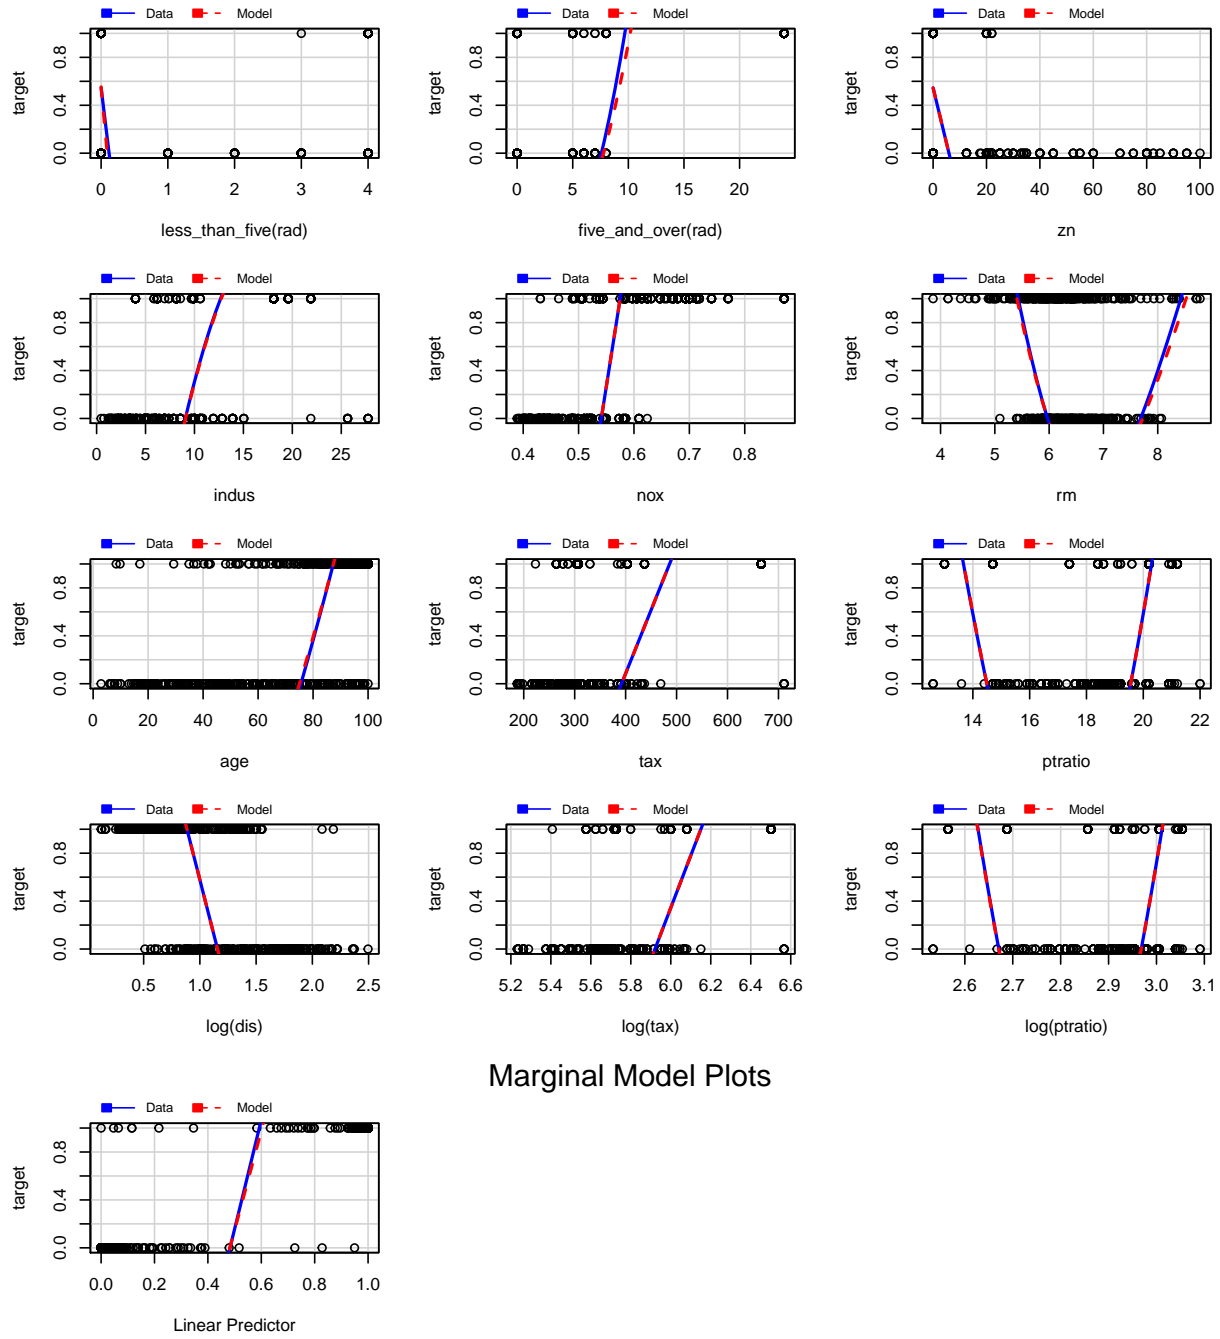 Data Model Data Model Data Model
target 0.0 0.4 0.8 target 0.0 0.4 0.8 target 0.0 0.4 0.8
0 1 2 3 4 0 5 10 15 20 0 20 40 60 80 100
less_than_five(rad) five_and_over(rad) zn
Data Model Data Model Data Model
target 0.0 0.4 0.8 target 0.0 0.4 0.8 target 0.0 0.4 0.8
0 5 10 15 20 25 0.4 0.5 0.6 0.7 0.8 4 5 6 7 8
indus nox rm
Data Model Data Model Data Model
target 0.0 0.4 0.8 target 0.0 0.4 0.8 target 0.0 0.4 0.8
0 20 40 60 80 100 200 300 400 500 600 700 14 16 18 20 22
age tax ptratio
Data Model Data Model Data Model
target 0.0 0.4 0.8 target 0.0 0.4 0.8 target 0.0 0.4 0.8
0.5 1.0 1.5 2.0 2.5 5.2 5.4 5.6 5.8 6.0 6.2 6.4 6.6 2.6 2.7 2.8 2.9 3.0 3.1
log(dis) log(tax) log(ptratio)
Marginal Model Plots
Data Model
target 0.0 0.4 0.8
0.0 0.2 0.4 0.6 0.8 1.0
Linear Predictor